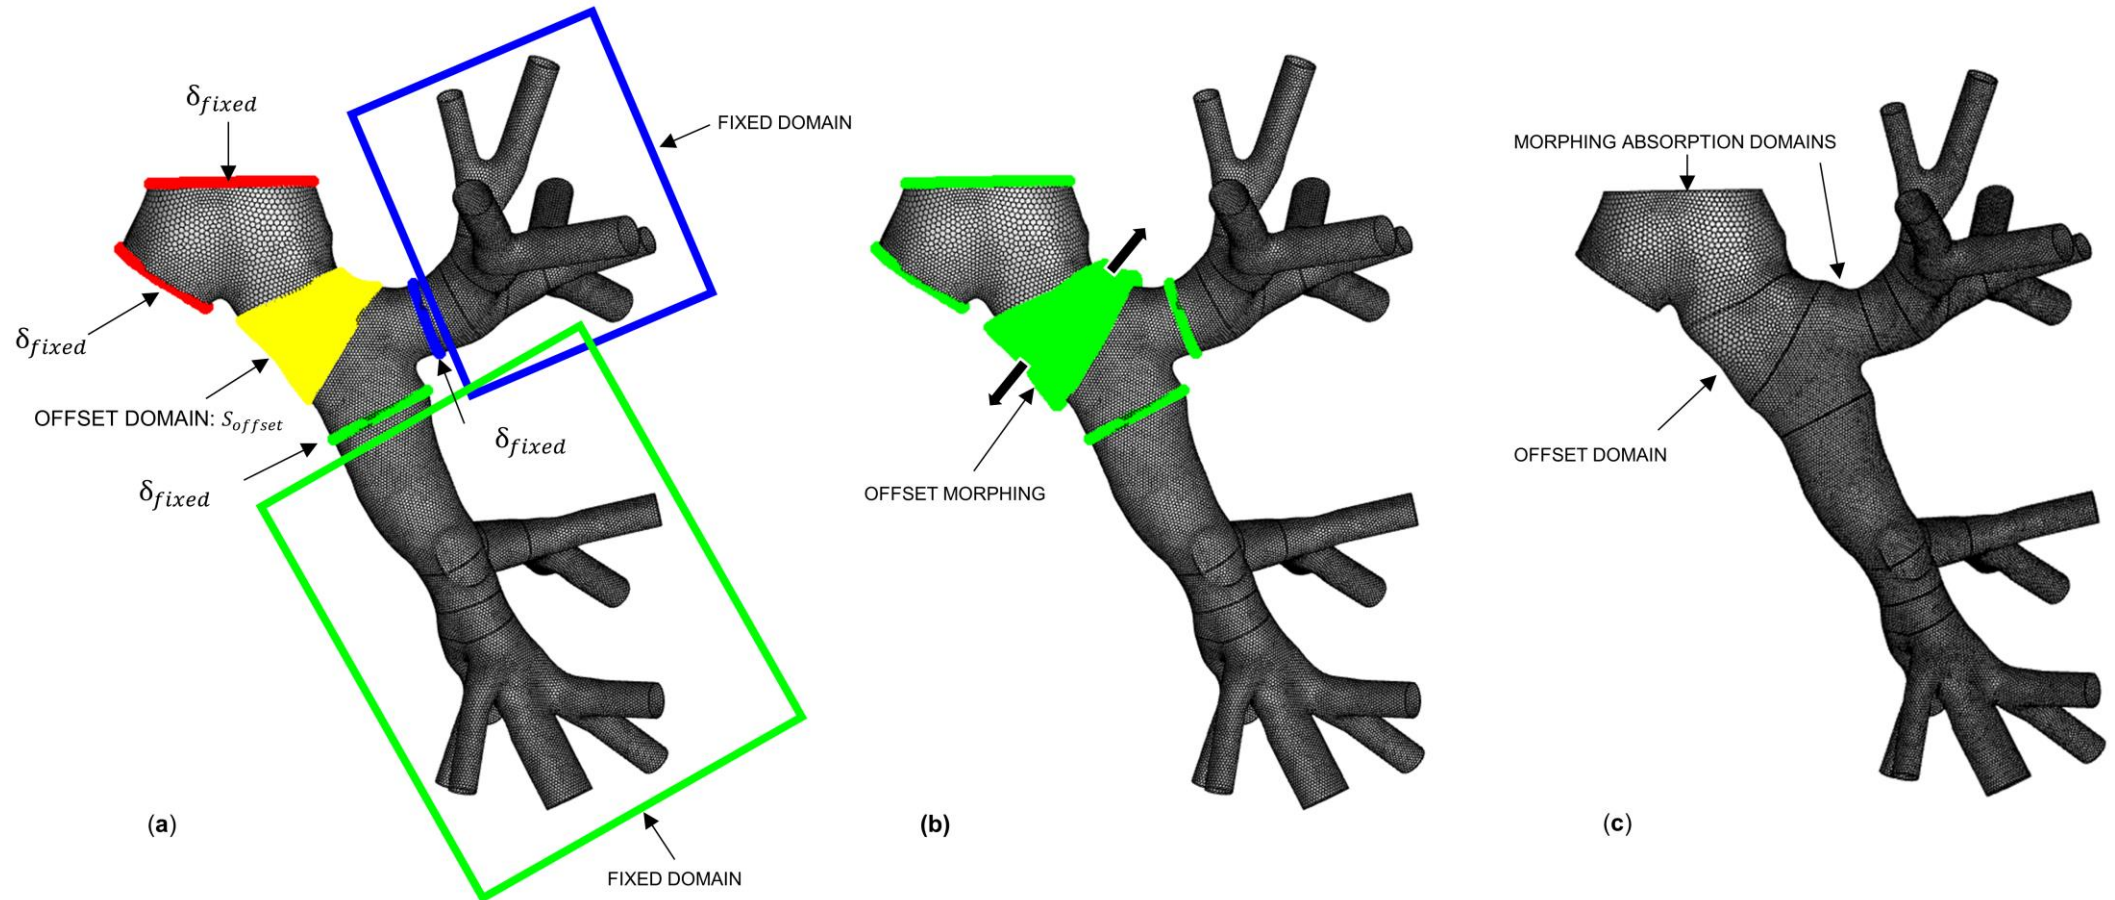 δfixed
FIXED DOMAIN
δfixed
OFFSET DOMAIN: Soffset
δfixed
δfixed
FIXED DOMAIN
(a)
OFFSET MORPHING
(b)
MORPHING ABSORPTION DOMAINS
OFFSET DOMAIN
(c)